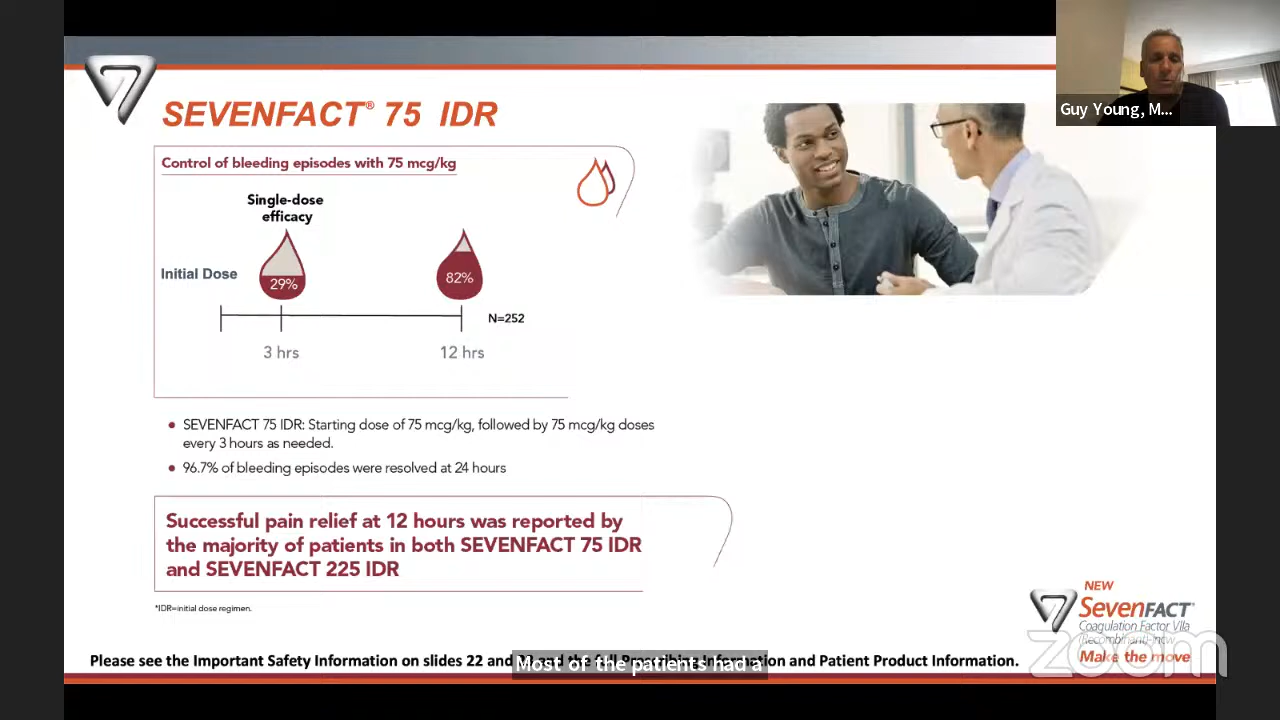 Guy Young, M...
SEVENFACT® 75 IDR
Control of bleeding episodes with 75 mcg/kg
Single-dose
efficacy
Initial Dose
29%
82%
N=252
3 hrs
12 hrs
• SEVENFACT 75 IDR: Starting dose of 75 mcg/kg, followed by 75 mcg/kg doses
every 3 hours as needed.
• 96.7% of bleeding episodes were resolved at 24 hours
Successful pain relief at 12 hours was reported by
the majority of patients in both SEVENFACT 75 IDR
and SEVENFACT 225 IDR
*IDR=initial dose regimen.
NEW
SEVENFACT®
Coagulation Factor VIIa
(Recombinant)-jncw
Make the move
zoom
Please see the Important Safety Information on slides 22 and and Patient Product Information.
Most of the patients had a